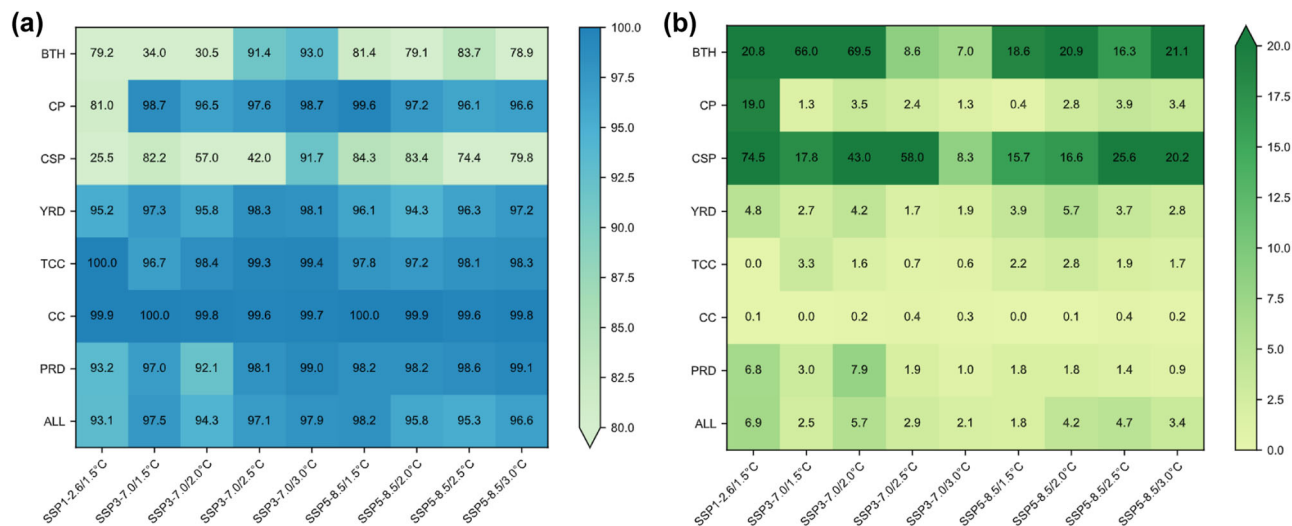 (a)
BTH 79.2 34.0 30.5 91.4 93.0 81.4 79.1 83.7 78.9
CP 81.0 98.7 96.5 97.6 98.7 99.6 97.2 96.1 96.6
CSP 25.5 82.2 57.0 42.0 91.7 84.3 83.4 74.4 79.8
YRD 95.2 97.3 95.8 98.3 98.1 96.1 94.3 96.3 97.2
TCC 100.0 96.7 98.4 99.3 99.4 97.8 97.2 98.1 98.3
CC 99.9 100.0 99.8 99.6 99.7 100.0 99.9 99.6 99.8
PRD 93.2 97.0 92.1 98.1 99.0 98.2 98.2 98.6 99.1
ALL 93.1 97.5 94.3 97.1 97.9 98.2 95.8 95.3 96.6
SSP1-2.6/1.5°C SSP3-7.0/1.5°C SSP3-7.0/2.0°C SSP3-7.0/2.5°C SSP3-7.0/3.0°C SSP5-8.5/1.5°C SSP5-8.5/2.0°C SSP5-8.5/2.5°C SSP5-8.5/3.0°C
100.0
97.5
95.0
92.5
90.0
87.5
85.0
82.5
80.0
(b)
BTH 20.8 66.0 69.5 8.6 7.0 18.6 20.9 16.3 21.1
CP 19.0 1.3 3.5 2.4 1.3 0.4 2.8 3.9 3.4
CSP 74.5 17.8 43.0 58.0 8.3 15.7 16.6 25.6 20.2
YRD 4.8 2.7 4.2 1.7 1.9 3.9 5.7 3.7 2.8
TCC 0.0 3.3 1.6 0.7 0.6 2.2 2.8 1.9 1.7
CC 0.1 0.0 0.2 0.4 0.3 0.0 0.1 0.4 0.2
PRD 6.8 3.0 7.9 1.9 1.0 1.8 1.8 1.4 0.9
ALL 6.9 2.5 5.7 2.9 2.1 1.8 4.2 4.7 3.4
SSP1-2.6/1.5°C SSP3-7.0/1.5°C SSP3-7.0/2.0°C SSP3-7.0/2.5°C SSP3-7.0/3.0°C SSP5-8.5/1.5°C SSP5-8.5/2.0°C SSP5-8.5/2.5°C SSP5-8.5/3.0°C
20.0
17.5
15.0
12.5
10.0
7.5
5.0
2.5
0.0